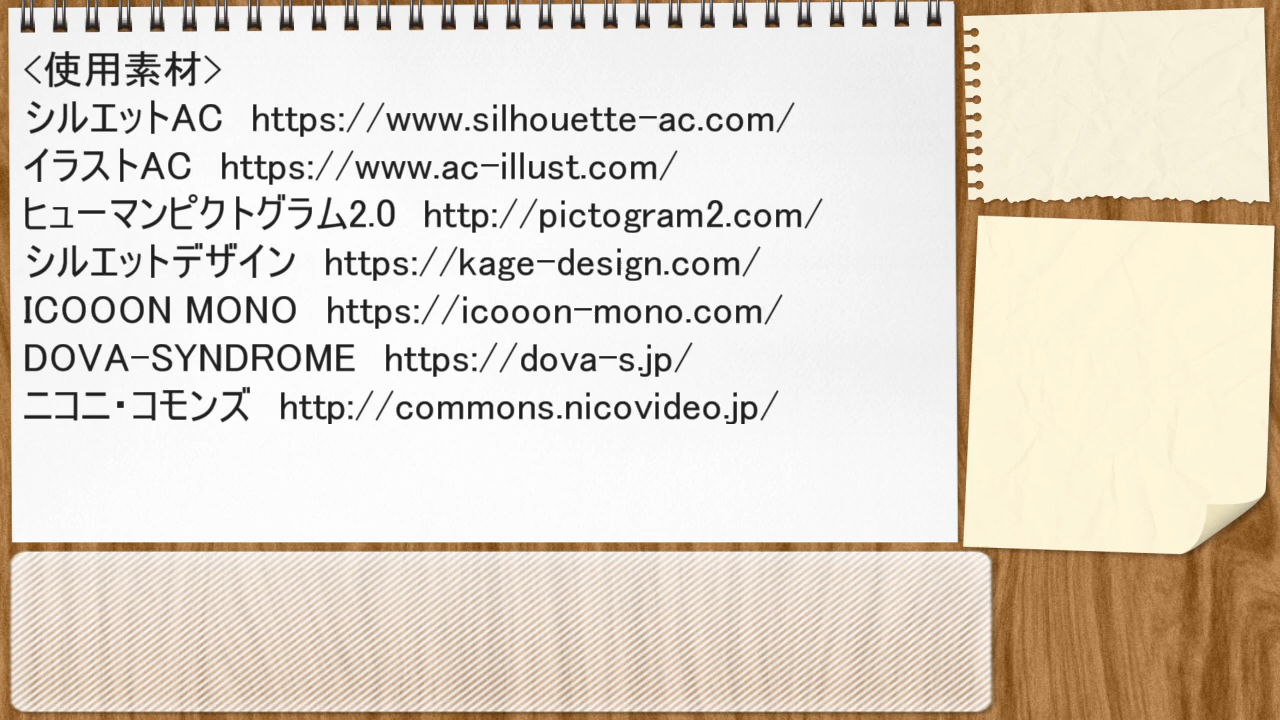 <使用素材>
シルエットAC　https://www.silhouette-ac.com/
イラストAC　https://www.ac-illust.com/
ヒューマンピクトグラム2.0　http://pictogram2.com/
シルエットデザイン　https://kage-design.com/
ICOOON MONO　https://icooon-mono.com/
DOVA-SYNDROME　https://dova-s.jp/
ニコニ・コモンズ　http://commons.nicovideo.jp/